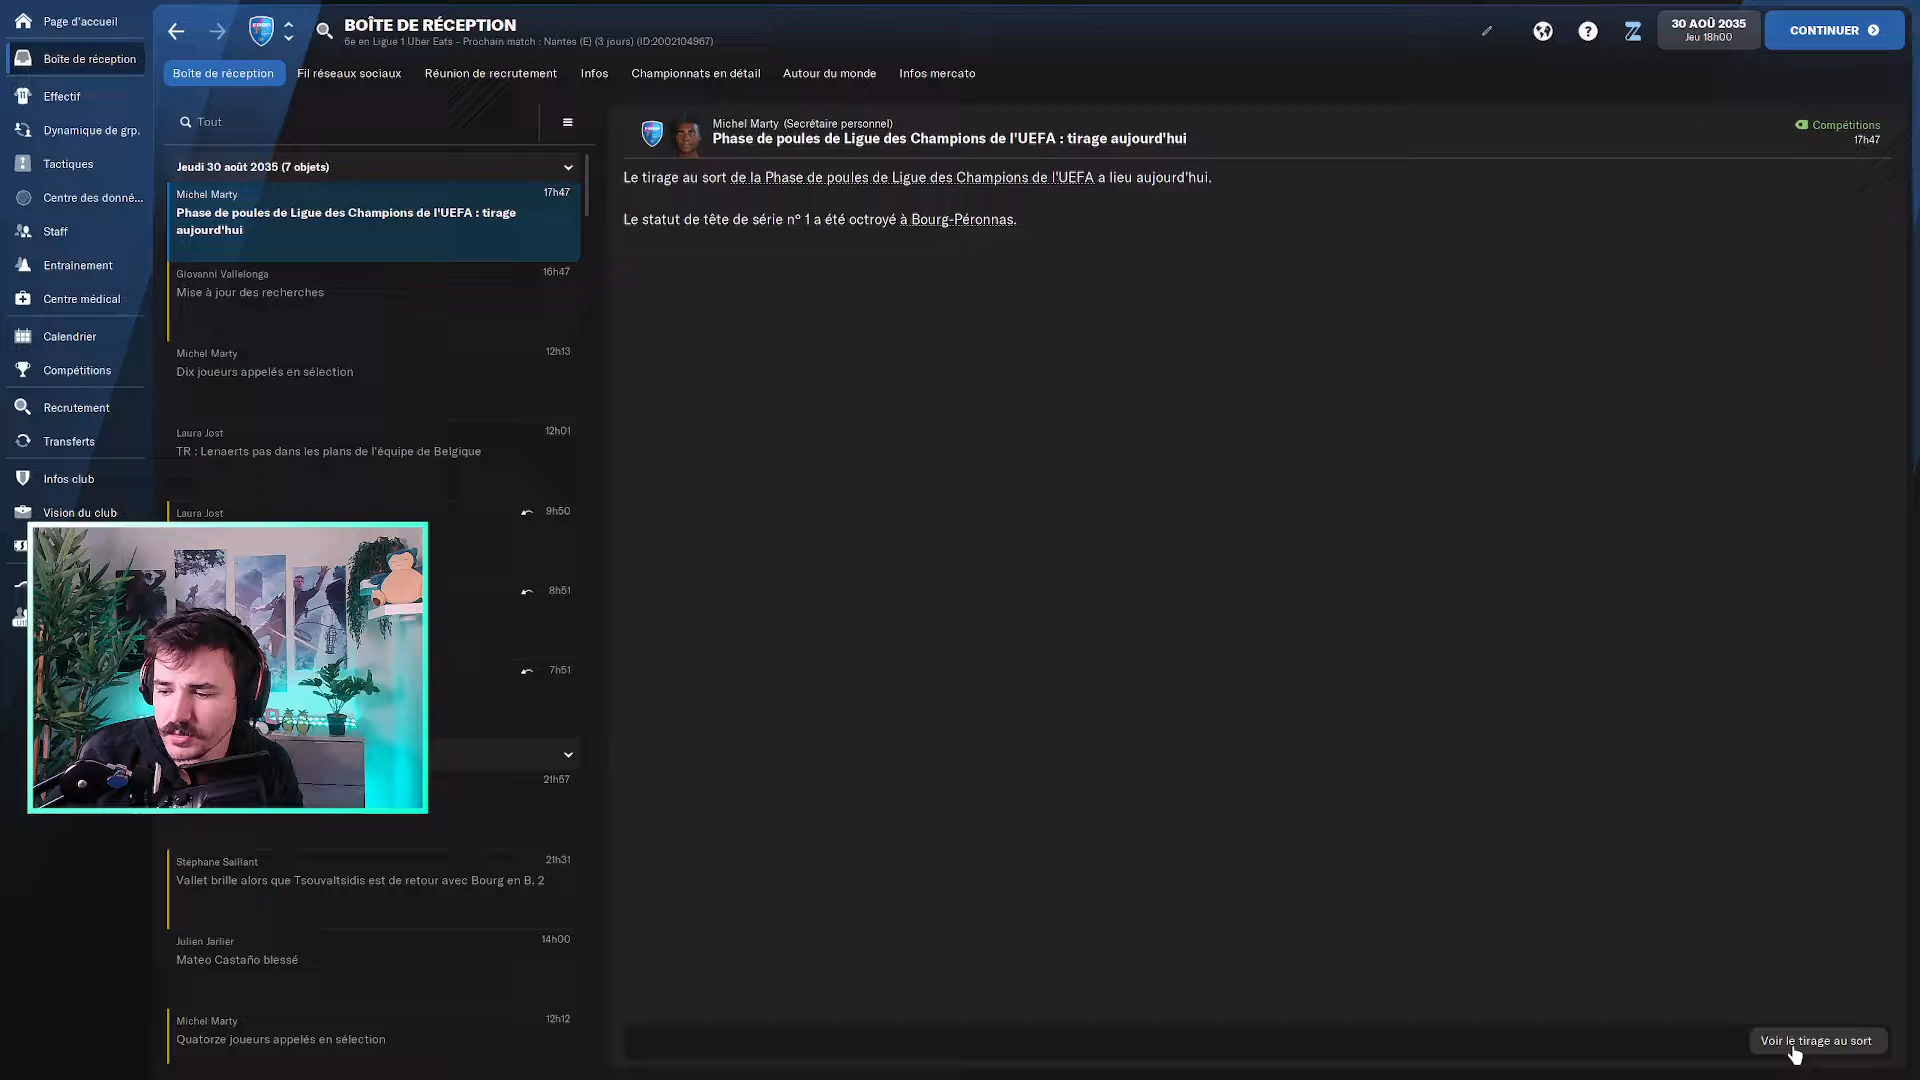 Page d'accueil
Boîte de réception
Effectif
Dynamique de grp.
Tactiques
Centre des donné...
Staff
Entraînement
Centre médical
Calendrier
Compétitions
Recrutement
Transferts
Infos club
Vision du club
BOÎTE DE RÉCEPTION
6e en Ligue 1 Uber Eats - Prochain match : Nantes (E) (3 jours) (ID:2002104967)
30 AOÛ 2035
Jeu 18h00
CONTINUER
Boîte de réception Fil réseaux sociaux Réunion de recrutement Infos Championnats en détail Autour du monde Infos mercato
Tout
Jeudi 30 août 2035 (7 objets)
Michel Marty 17h47
Phase de poules de Ligue des Champions de l'UEFA : tirage
aujourd'hui
Giovanni Vallelonga 16h47
Mise à jour des recherches
Michel Marty 12h13
Dix joueurs appelés en sélection
Laura Jost 12h01
TR : Lenaerts pas dans les plans de l'équipe de Belgique
Laura Jost 9h50
8h51
7h51
21h57
Stéphane Saillant 21h31
Vallet brille alors que Tsouvaltsidis est de retour avec Bourg en B. 2
Julien Jarlier 14h00
Mateo Castaño blessé
Michel Marty 12h12
Quatorze joueurs appelés en sélection
Michel Marty (Secrétaire personnel)
Phase de poules de Ligue des Champions de l'UEFA : tirage aujourd'hui
Compétitions
17h47
Le tirage au sort de la Phase de poules de Ligue des Champions de l'UEFA a lieu aujourd'hui.
Le statut de tête de série n° 1 a été octroyé à Bourg-Péronnas.
Voir le tirage au sort